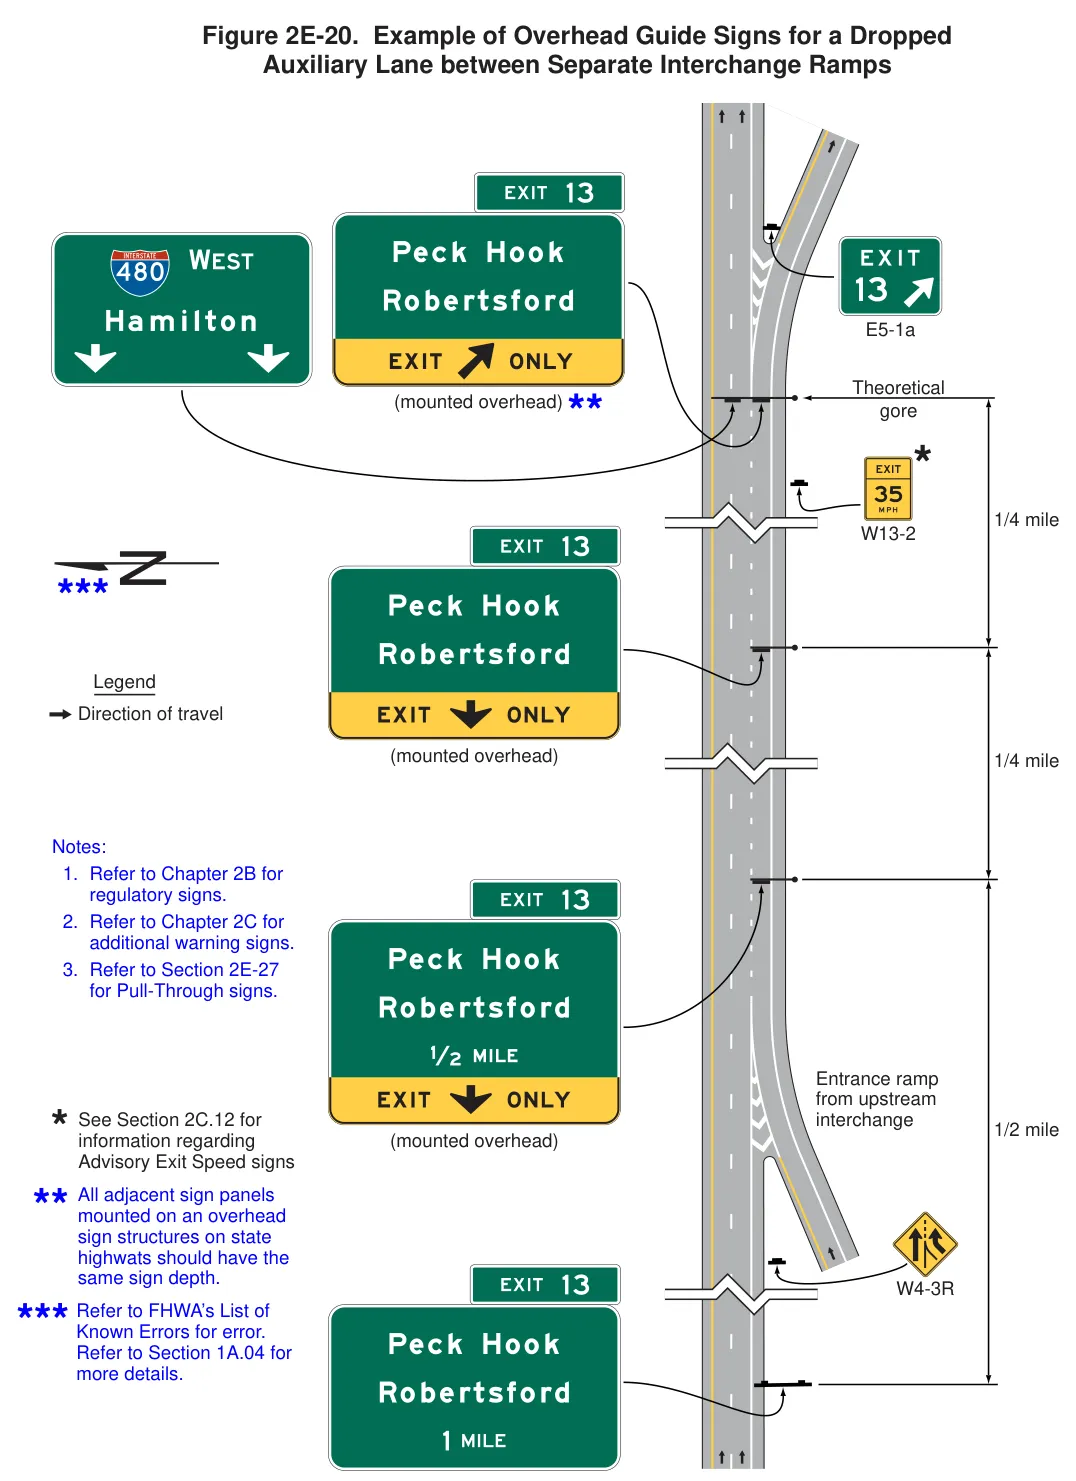 Figure 2E-20. Example of Overhead Guide Signs for a Dropped
Auxiliary Lane between Separate Interchange Ramps
INTERSTATE
480 WEST
Hamilton
EXIT 13
Peck Hook
Robertsford
EXIT ONLY
(mounted overhead) **
EXIT
13
E5-1a
Theoretical
gore
*
EXIT
35
MPH
W13-2
1/4 mile
N
***
EXIT 13
Peck Hook
Robertsford
EXIT ONLY
(mounted overhead)
Legend
Direction of travel
1/4 mile
Notes:
1. Refer to Chapter 2B for
regulatory signs.
2. Refer to Chapter 2C for
additional warning signs.
3. Refer to Section 2E-27
for Pull-Through signs.
EXIT 13
Peck Hook
Robertsford
1/2 MILE
EXIT ONLY
(mounted overhead)
Entrance ramp
from upstream
interchange
1/2 mile
* See Section 2C.12 for
information regarding
Advisory Exit Speed signs
** All adjacent sign panels
mounted on an overhead
sign structures on state
highwats should have the
same sign depth.
*** Refer to FHWA's List of
Known Errors for error.
Refer to Section 1A.04 for
more details.
W4-3R
EXIT 13
Peck Hook
Robertsford
1 MILE